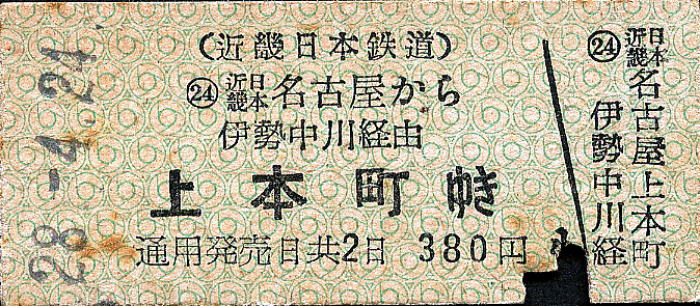 (近畿日本鉄道)
㉔近畿日本名古屋から
伊勢中川経由
上本町ゆき
通用発売日共2日 380円
小
㉔近畿日本名古屋上本町
伊勢中川経
28-4.24